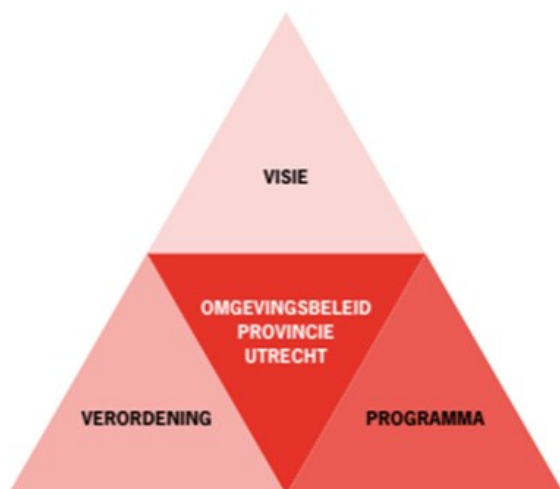 VISIE
OMGEVINGSBELEID
PROVINCIE
UTRECHT
VERORDENING
PROGRAMMA